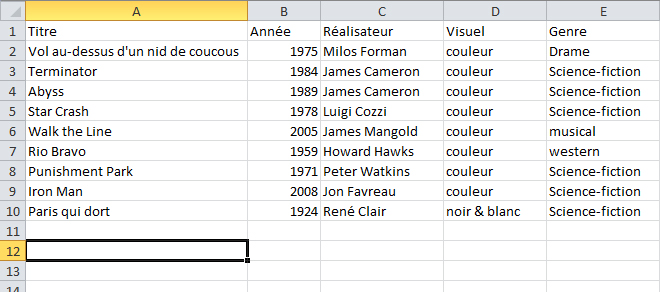 A B C D E
1 Titre Année Réalisateur Visuel Genre
2 Vol au-dessus d'un nid de coucous 1975 Milos Forman couleur Drame
3 Terminator 1984 James Cameron couleur Science-fiction
4 Abyss 1989 James Cameron couleur Science-fiction
5 Star Crash 1978 Luigi Cozzi couleur Science-fiction
6 Walk the Line 2005 James Mangold couleur musical
7 Rio Bravo 1959 Howard Hawks couleur western
8 Punishment Park 1971 Peter Watkins couleur Science-fiction
9 Iron Man 2008 Jon Favreau couleur Science-fiction
10 Paris qui dort 1924 René Clair noir & blanc Science-fiction
11
12
13
14